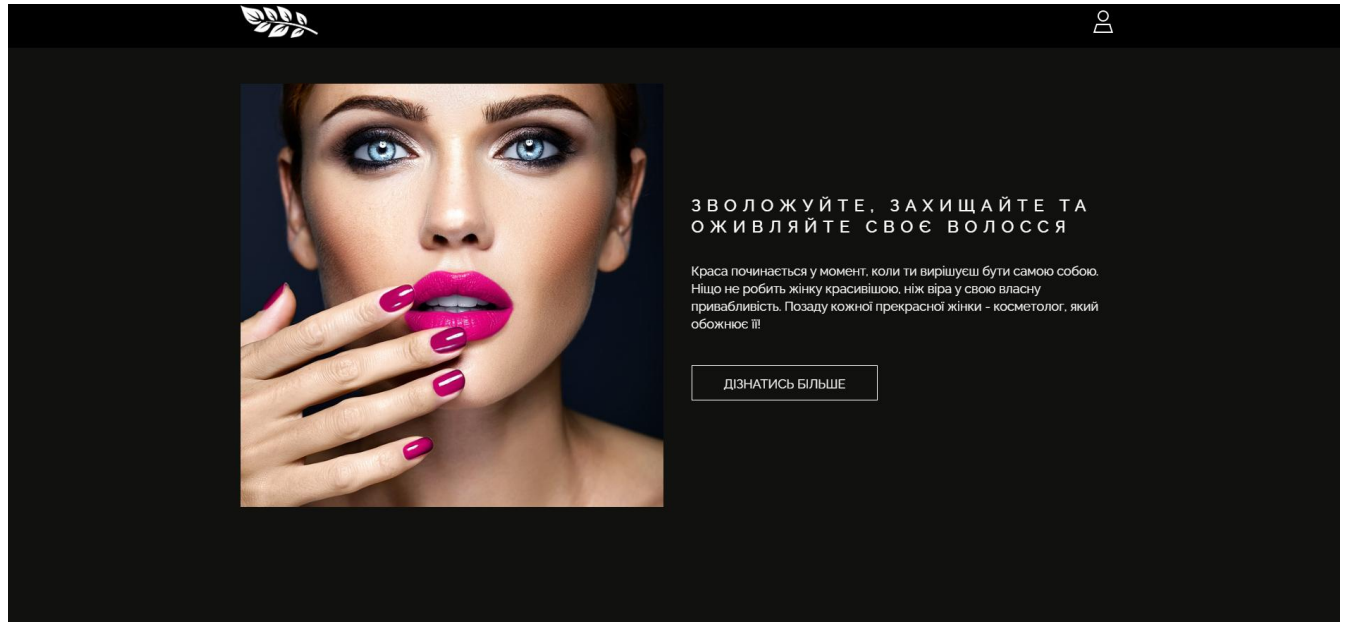 ЗВОЛОЖУЙТЕ, ЗАХИЩАЙТЕ ТА
ОЖИВЛЯЙТЕ СВОЄ ВОЛОССЯ
Краса починається у момент, коли ти вирішуєш бути самою собою.
Ніщо не робить жінку красивішою, ніж віра у свою власну
привабливість. Позаду кожної прекрасної жінки - косметолог, який
обожнює її!
ДІЗНАТИСЬ БІЛЬШЕ